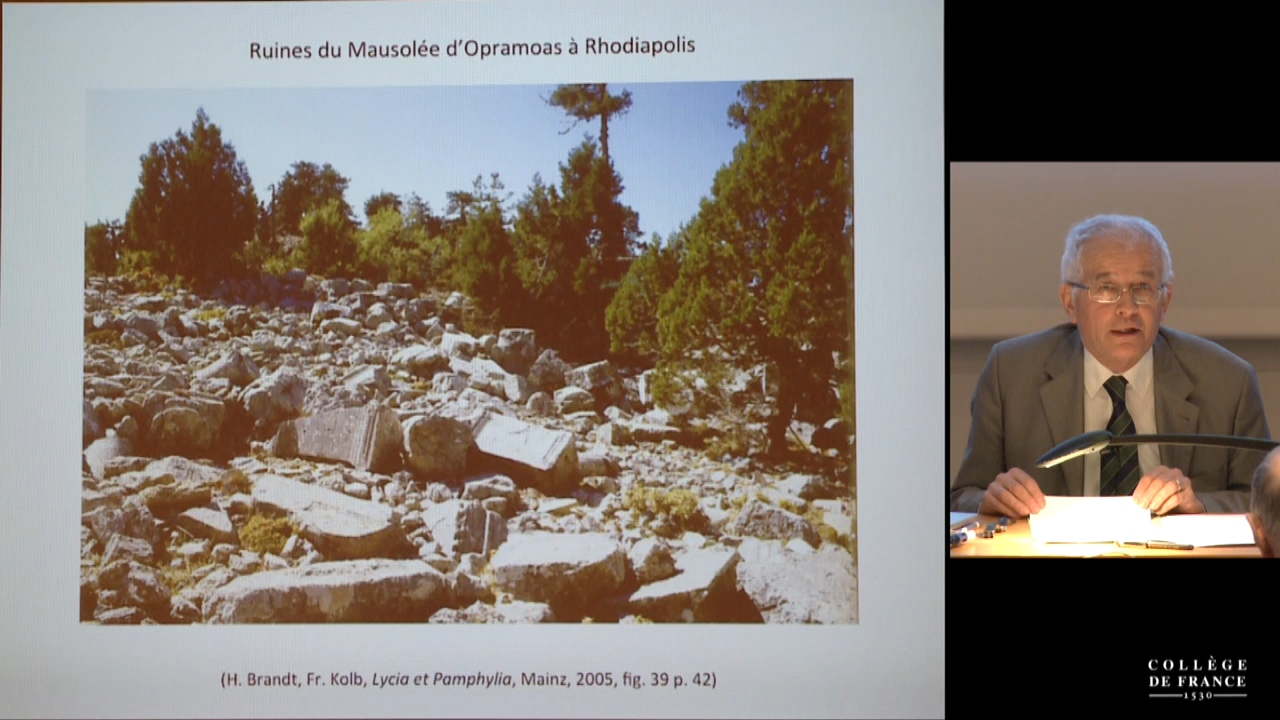 Ruines du Mausolée d'Opramoas à Rhodiapolis
(H. Brandt, Fr. Kolb, Lycia et Pamphylia, Mainz, 2005, fig. 39 p. 42)
COLLÈGE
DE FRANCE
1530